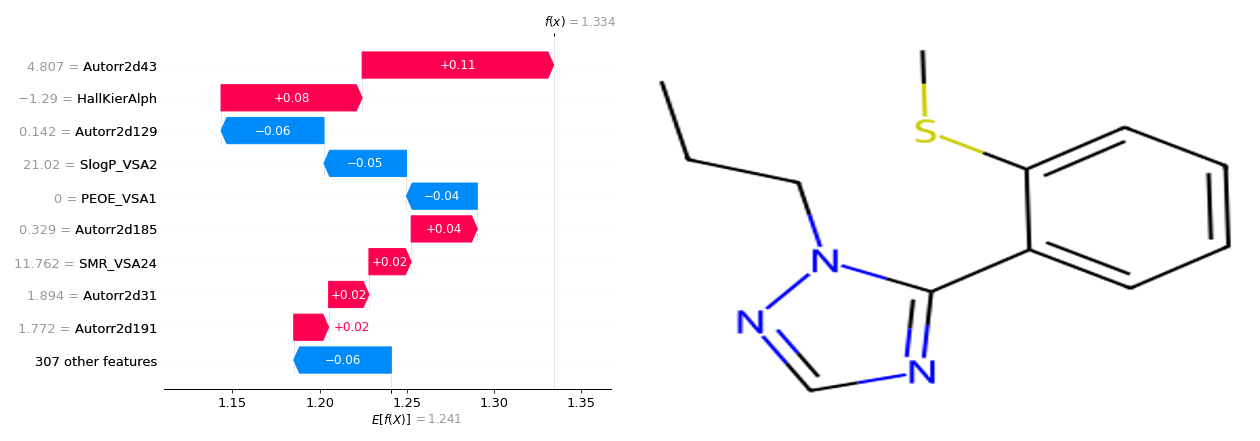 f(x) = 1.334
4.807 = Autorr2d43
+0.11
−1.29 = HallKierAlph
+0.08
0.142 = Autorr2d129
−0.06
21.02 = SlogP_VSA2
−0.05
0 = PEOE_VSA1
−0.04
0.329 = Autorr2d185
+0.04
11.762 = SMR_VSA24
+0.02
1.894 = Autorr2d31
+0.02
1.772 = Autorr2d191
+0.02
307 other features
−0.06
1.15 1.20 1.25 1.30 1.35
E[f(X)] = 1.241
S
N
N
N